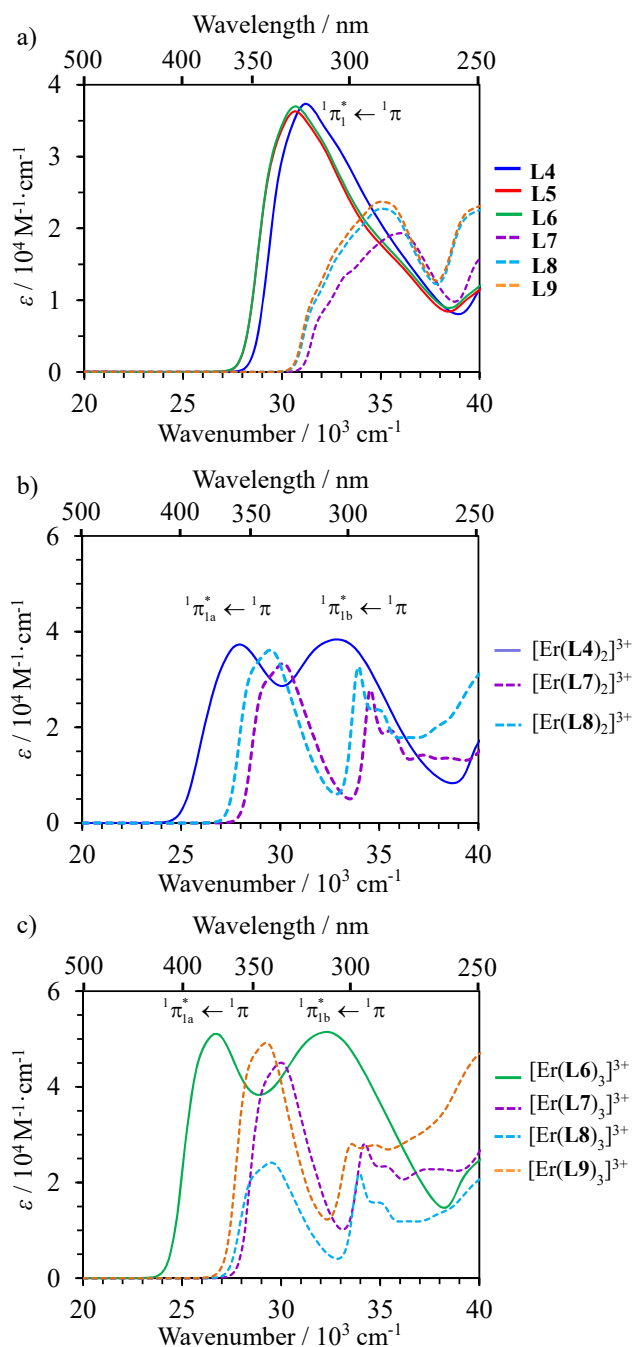 a)
Wavelength / nm
500 400 350 300 250
4
3
2
1
0
ε / 10⁴ M⁻¹·cm⁻¹
¹π₁* ← ¹π
L4
L5
L6
L7
L8
L9
20 25 30 35 40
Wavenumber / 10³ cm⁻¹
b)
Wavelength / nm
500 400 350 300 250
6
4
2
0
ε / 10⁴ M⁻¹·cm⁻¹
¹π₁ₐ* ← ¹π ¹π*_{1b} ← ¹π
[Er(L4)₂]³⁺
[Er(L7)₂]³⁺
[Er(L8)₂]³⁺
20 25 30 35 40
Wavenumber / 10³ cm⁻¹
c)
Wavelength / nm
500 400 350 300 250
¹π₁ₐ* ← ¹π ¹π*_{1b} ← ¹π
6
4
2
0
ε / 10⁴ M⁻¹·cm⁻¹
[Er(L6)₃]³⁺
[Er(L7)₃]³⁺
[Er(L8)₃]³⁺
[Er(L9)₃]³⁺
20 25 30 35 40
Wavenumber / 10³ cm⁻¹